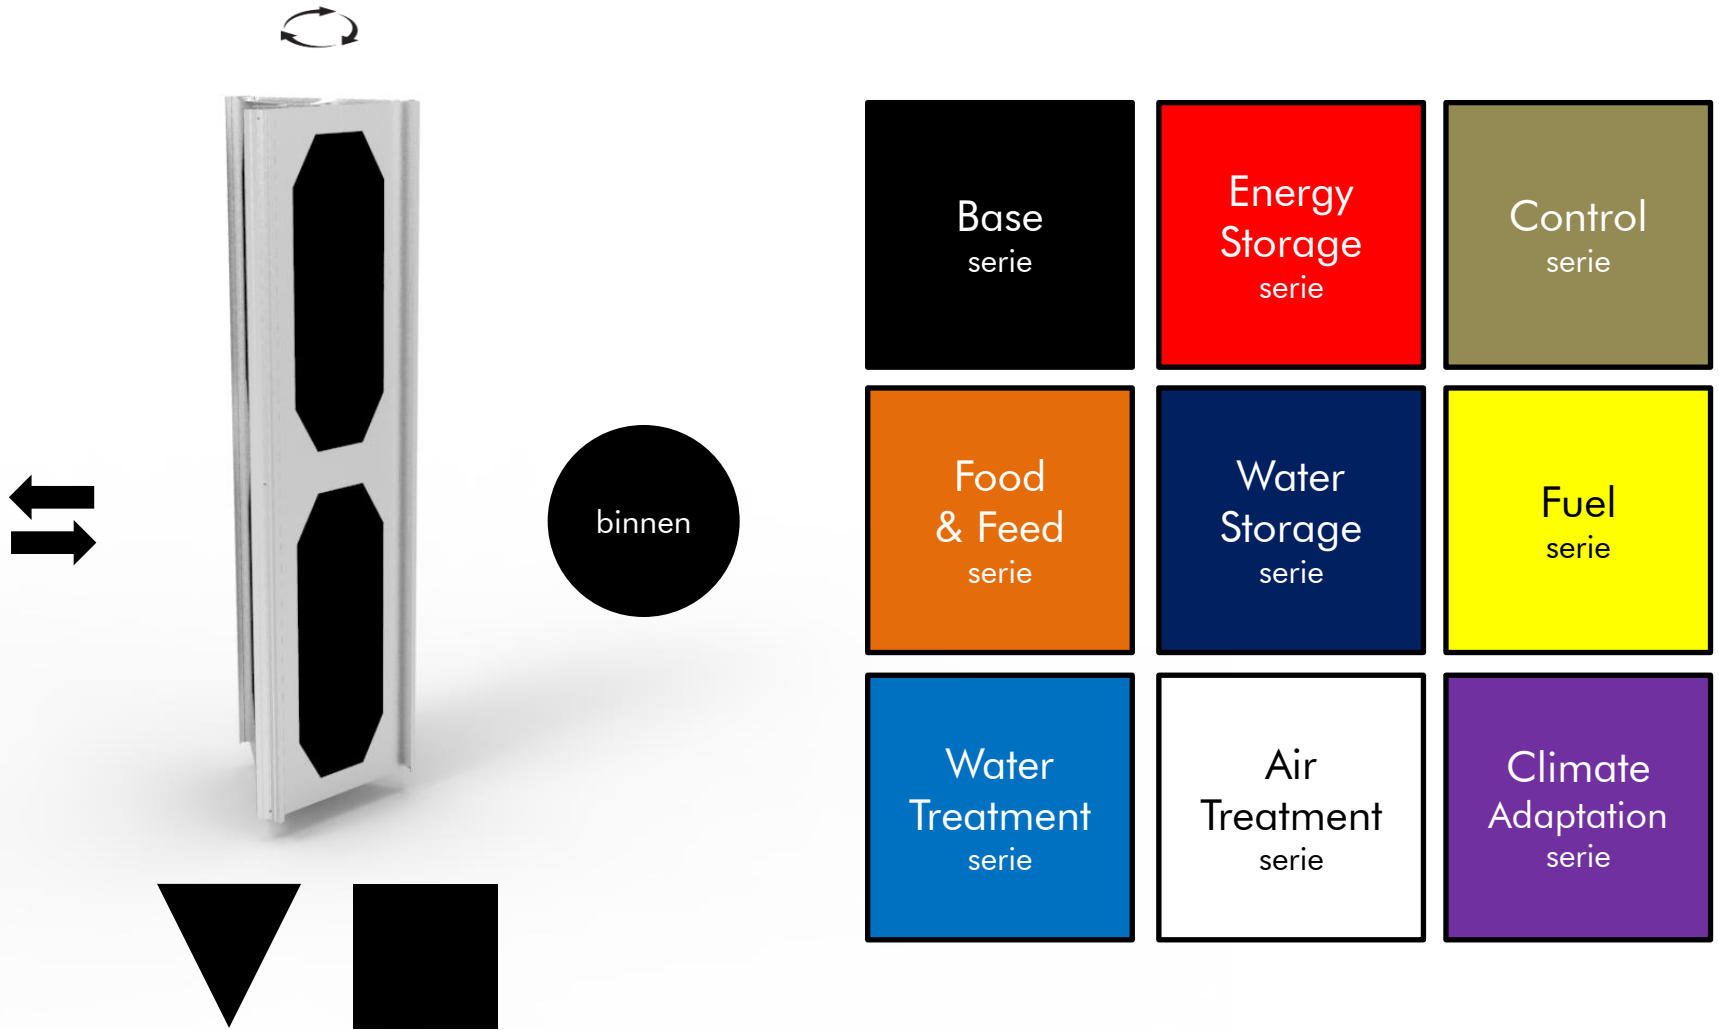 binnen
Base
serie
Energy
Storage
serie
Control
serie
Food
& Feed
serie
Water
Storage
serie
Fuel
serie
Water
Treatment
serie
Air
Treatment
serie
Climate
Adaptation
serie